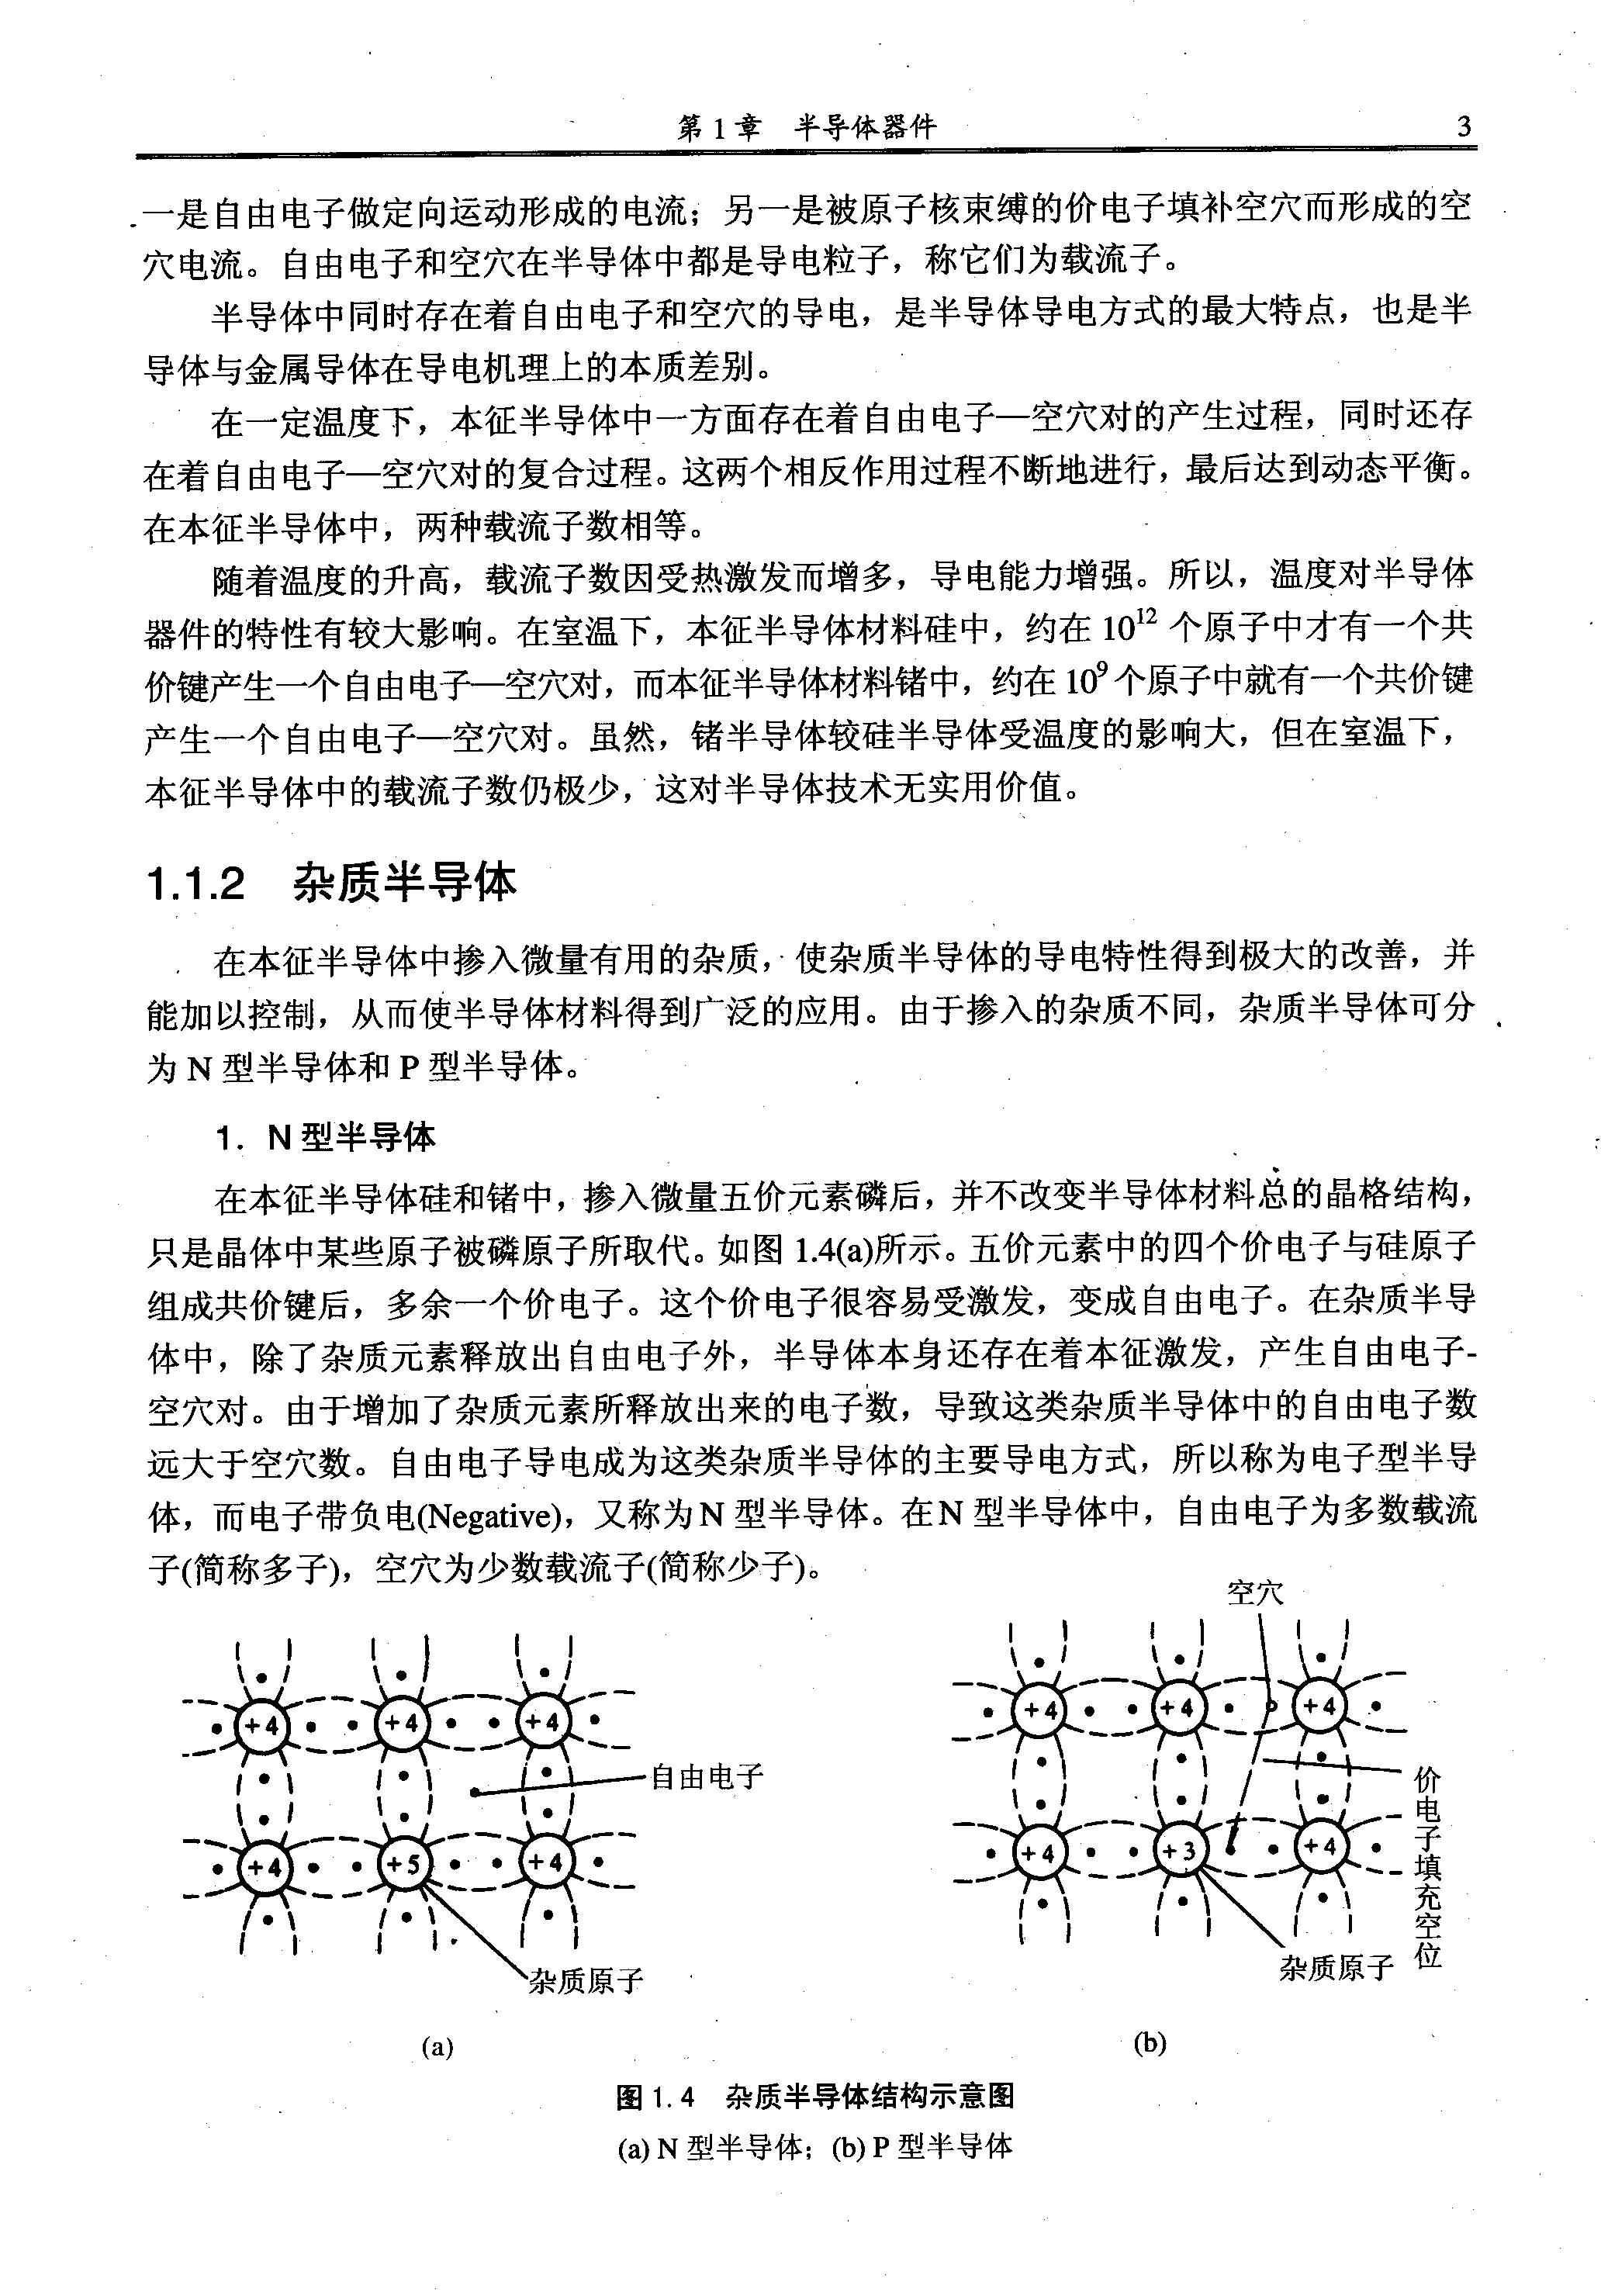 第1章 半导体器件 3
一是自由电子做定向运动形成的电流；另一是被原子核束缚的价电子填补空穴而形成的空
穴电流。自由电子和空穴在半导体中都是导电粒子，称它们为载流子。
半导体中同时存在着自由电子和空穴的导电，是半导体导电方式的最大特点，也是半
导体与金属导体在导电机理上的本质差别。
在一定温度下，本征半导体中一方面存在着自由电子—空穴对的产生过程，同时还存
在着自由电子—空穴对的复合过程。这两个相反作用过程不断地进行，最后达到动态平衡。
在本征半导体中，两种载流子数相等。
随着温度的升高，载流子数因受热激发而增多，导电能力增强。所以，温度对半导体
器件的特性有较大影响。在室温下，本征半导体材料硅中，约在 10¹² 个原子中才有一个共
价键产生一个自由电子—空穴对，而本征半导体材料锗中，约在 10⁹ 个原子中就有一个共价键
产生一个自由电子—空穴对。虽然，锗半导体较硅半导体受温度的影响大，但在室温下，
本征半导体中的载流子数仍极少，这对半导体技术无实用价值。
1.1.2 杂质半导体
在本征半导体中掺入微量有用的杂质，使杂质半导体的导电特性得到极大的改善，并
能加以控制，从而使半导体材料得到广泛的应用。由于掺入的杂质不同，杂质半导体可分
为 N 型半导体和 P 型半导体。
1. N 型半导体
在本征半导体硅和锗中，掺入微量五价元素磷后，并不改变半导体材料总的晶格结构，
只是晶体中某些原子被磷原子所取代。如图 1.4(a)所示。五价元素中的四个价电子与硅原子
组成共价键后，多余一个价电子。这个价电子很容易受激发，变成自由电子。在杂质半导
体中，除了杂质元素释放出自由电子外，半导体本身还存在着本征激发，产生自由电子-
空穴对。由于增加了杂质元素所释放出来的电子数，导致这类杂质半导体中的自由电子数
远大于空穴数。自由电子导电成为这类杂质半导体的主要导电方式，所以称为电子型半导
体，而电子带负电(Negative)，又称为 N 型半导体。在 N 型半导体中，自由电子为多数载流
子(简称多子)，空穴为少数载流子(简称少子)。
+4 +4 +4
自由电子
+4 +5 +4
杂质原子
(a)
空穴
+4 +4 +4
价电子填充空位
+4 +3 +4
杂质原子
(b)
图 1.4 杂质半导体结构示意图
(a) N 型半导体；(b) P 型半导体